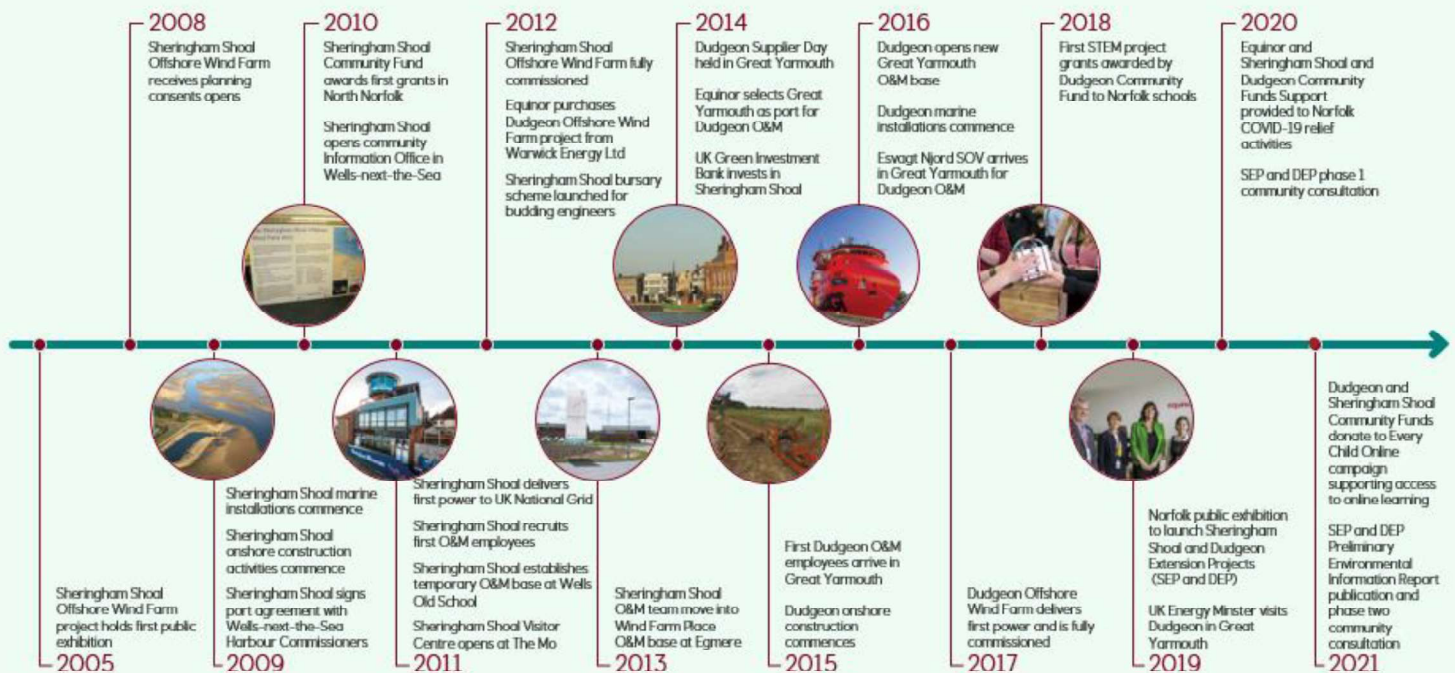 2008
Sheringham Shoal
Offshore Wind Farm
receives planning
consents opens
2010
Sheringham Shoal
Community Fund
awards first grants in
North Norfolk
Sheringham Shoal
opens community
Information Office in
Wells-next-the-Sea
2012
Sheringham Shoal
Offshore Wind Farm fully
commissioned
Equinor purchases
Dudgeon Offshore Wind
Farm project from
Warwick Energy Ltd
Sheringham Shoal bursary
scheme launched for
budding engineers
2014
Dudgeon Supplier Day
held in Great Yarmouth
Equinor selects Great
Yarmouth as port for
Dudgeon O&M
UK Green Investment
Bank invests in
Sheringham Shoal
2016
Dudgeon opens new
Great Yarmouth
O&M base
Dudgeon marine
installations commence
Esvagt Njord SOV arrives
in Great Yarmouth for
Dudgeon O&M
2018
First STEM project
grants awarded by
Dudgeon Community
Fund to Norfolk schools
2020
Equinor and
Sheringham Shoal and
Dudgeon Community
Funds Support
provided to Norfolk
COVID-19 relief
activities
SEP and DEP phase 1
community consultation
Sheringham Shoal
Offshore Wind Farm
project holds first public
exhibition
2005
Sheringham Shoal marine
installations commence
Sheringham Shoal
onshore construction
activities commence
Sheringham Shoal signs
port agreement with
Wells-next-the-Sea
Harbour Commissioners
2009
Sheringham Shoal delivers
first power to UK National Grid
Sheringham Shoal recruits
first O&M employees
Sheringham Shoal establishes
temporary O&M base at Wells
Old School
Sheringham Shoal Visitor
Centre opens at The Mo
2011
Sheringham Shoal
O&M team move into
Wind Farm Place
O&M base at Egmere
2013
First Dudgeon O&M
employees arrive in
Great Yarmouth
Dudgeon onshore
construction
commences
2015
Dudgeon Offshore
Wind Farm delivers
first power and is fully
commissioned
2017
Norfolk public exhibition
to launch Sheringham
Shoal and Dudgeon
Extension Projects
(SEP and DEP)
UK Energy Minster visits
Dudgeon in Great
Yarmouth
2019
Dudgeon and
Sheringham Shoal
Community Funds
donate to Every
Child Online
campaign
supporting access
to online learning
SEP and DEP
Preliminary
Environmental
Information Report
publication and
phase two
community
consultation
2021